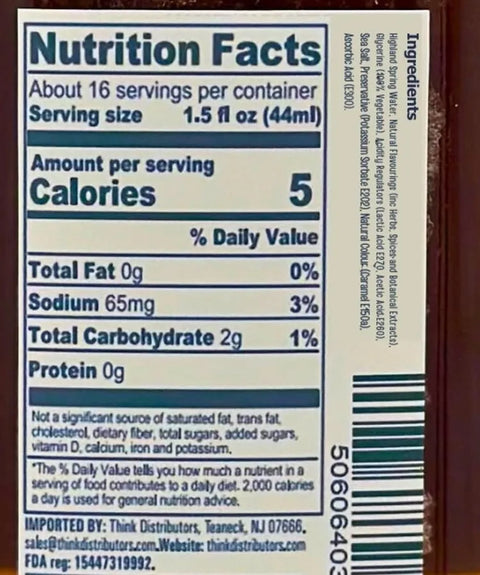 Nutrition Facts
About 16 servings per container
Serving size 1.5 fl oz (44ml)
Amount per serving
Calories 5
% Daily Value
Total Fat 0g 0%
Sodium 65mg 3%
Total Carbohydrate 2g 1%
Protein 0g
Not a significant source of saturated fat, trans fat,
cholesterol, dietary fiber, total sugars, added sugars,
vitamin D, calcium, iron and potassium.
*The % Daily Value tells you how much a nutrient in a
serving of food contributes to a daily diet. 2,000 calories
a day is used for general nutrition advice.
IMPORTED BY: Think Distributors, Teaneck, NJ 07666.
sales@thinkdistributors.com.Website: thinkdistributors.com
FDA reg: 15447319992.
Ingredients
Highland Spring Water, Natural Flavourings (inc Herbs, Spices and Botanical Extracts),
Glycerine (100% Vegetable), Acidity Regulators (Lactic Acid E270, Acetic Acid-E260),
Sea Salt, Preservative (Potassium Sorbate E202), Natural Colour (Caramel E150a),
Ascorbic Acid (E300).
50606403